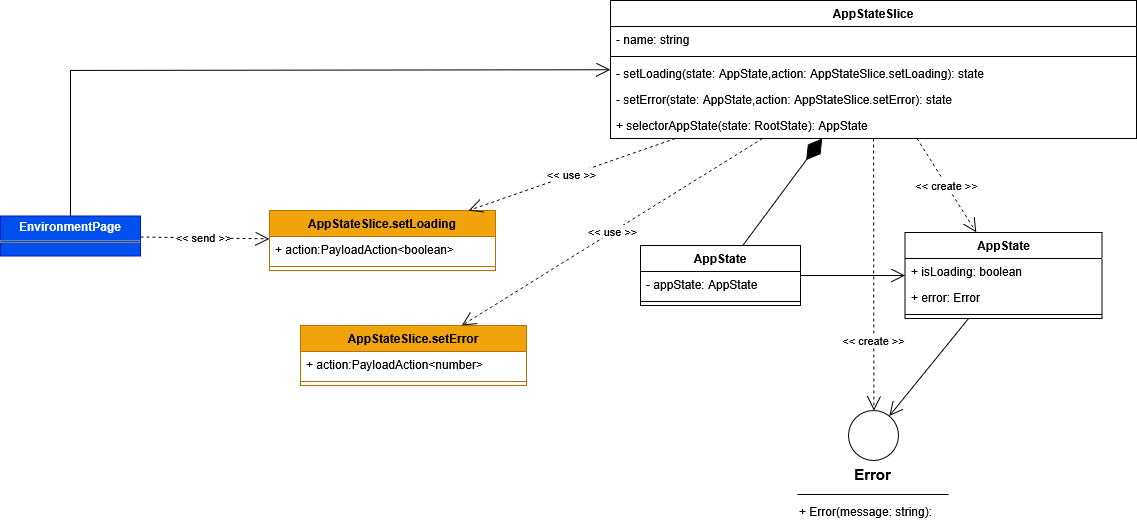 AppStateSlice
- name: string
- setLoading(state: AppState,action: AppStateSlice.setLoading): state
- setError(state: AppState,action: AppStateSlice.setError): state
+ selectorAppState(state: RootState): AppState
<< use >>
<< create >>
EnvironmentPage
<< send >>
AppStateSlice.setLoading
+ action:PayloadAction<boolean>
<< use >>
AppState
- appState: AppState
AppState
+ isLoading: boolean
+ error: Error
AppStateSlice.setError
+ action:PayloadAction<number>
<< create >>
Error
+ Error(message: string):